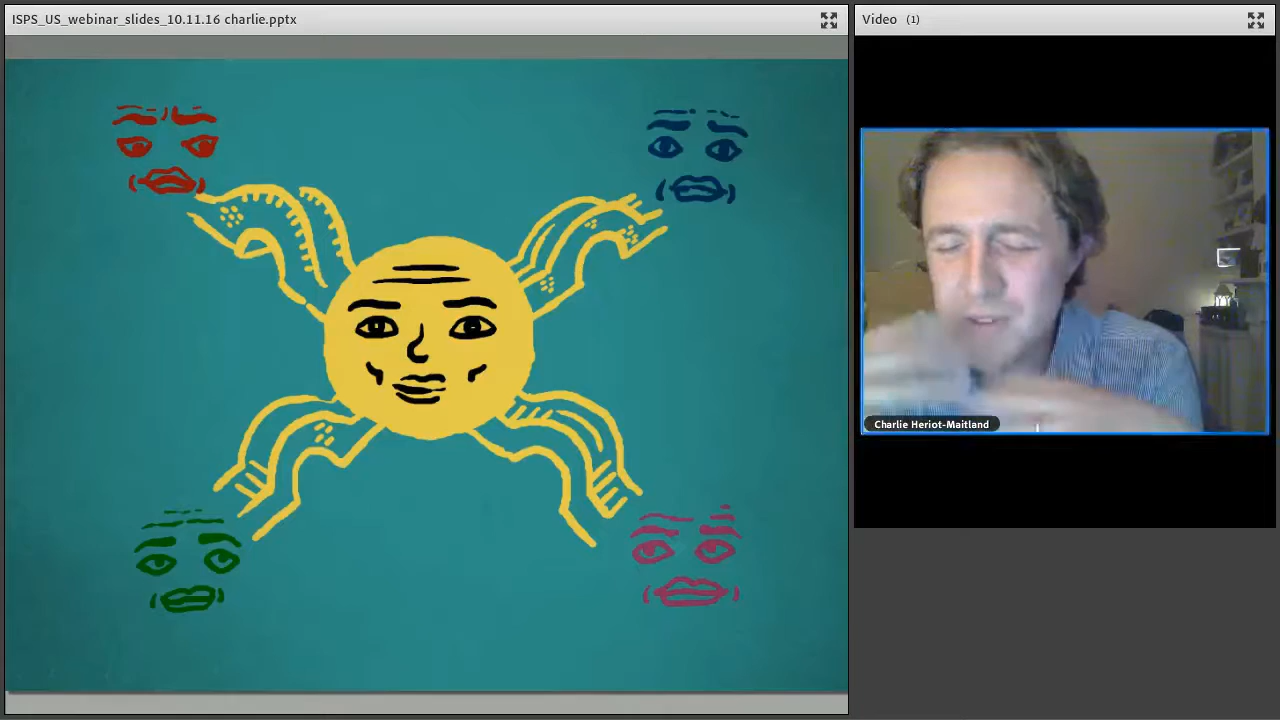 ISPS_US_webinar_slides_10.11.16 charlie.pptx
Video (1)
Charlie Heriot-Maitland